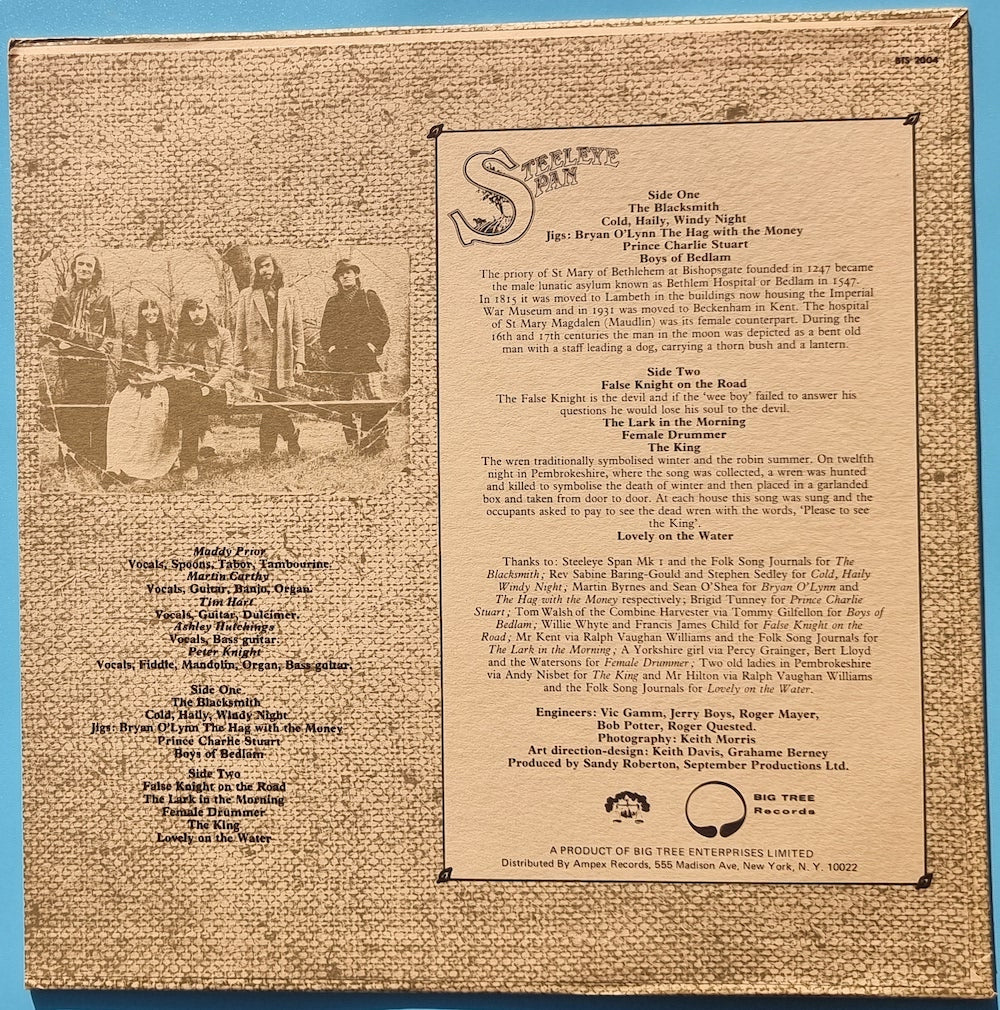 BTS 2004
STEELEYE
SPAN
Side One
The Blacksmith
Cold, Haily, Windy Night
Jigs: Bryan O'Lynn The Hag with the Money
Prince Charlie Stuart
Boys of Bedlam
The priory of St Mary of Bethlehem at Bishopsgate founded in 1247 became
the male lunatic asylum known as Bethlem Hospital or Bedlam in 1547.
In 1815 it was moved to Lambeth in the buildings now housing the Imperial
War Museum and in 1931 was moved to Beckenham in Kent. The hospital
of St Mary Magdalen (Maudlin) was its female counterpart. During the
16th and 17th centuries the man in the moon was depicted as a bent old
man with a staff leading a dog, carrying a thorn bush and a lantern.
Side Two
False Knight on the Road
The False Knight is the devil and if the 'wee boy' failed to answer his
questions he would lose his soul to the devil.
The Lark in the Morning
Female Drummer
The King
The wren traditionally symbolised winter and the robin summer. On twelfth
night in Pembrokeshire, where the song was collected, a wren was hunted
and killed to symbolise the death of winter and then placed in a garlanded
box and taken from door to door. At each house this song was sung and the
occupants asked to pay to see the dead wren with the words, 'Please to see
the King'.
Lovely on the Water
Thanks to: Steeleye Span Mk 1 and the Folk Song Journals for The
Blacksmith; Rev Sabine Baring-Gould and Stephen Sedley for Cold, Haily
Windy Night; Martin Byrnes and Sean O'Shea for Bryan O'Lynn and
The Hag with the Money respectively; Brigid Tunney for Prince Charlie
Stuart; Tom Walsh of the Combine Harvester via Tommy Gilfellon for Boys of
Bedlam; Willie Whyte and Francis James Child for False Knight on the
Road; Mr Kent via Ralph Vaughan Williams and the Folk Song Journals for
The Lark in the Morning; A Yorkshire girl via Percy Grainger, Bert Lloyd
and the Watersons for Female Drummer; Two old ladies in Pembrokeshire
via Andy Nisbet for The King and Mr Hilton via Ralph Vaughan Williams
and the Folk Song Journals for Lovely on the Water.
Engineers: Vic Gamm, Jerry Boys, Roger Mayer,
Bob Potter, Roger Quested.
Photography: Keith Morris
Art direction-design: Keith Davis, Grahame Berney
Produced by Sandy Roberton, September Productions Ltd.
BIG TREE
Records
A PRODUCT OF BIG TREE ENTERPRISES LIMITED
Distributed By Ampex Records, 555 Madison Ave, New York, N. Y. 10022
Maddy Prior
Vocals, Spoons, Tabor, Tambourine.
Martin Carthy
Vocals, Guitar, Banjo, Organ.
Tim Hart
Vocals, Guitar, Dulcimer.
Ashley Hutchings
Vocals, Bass guitar.
Peter Knight
Vocals, Fiddle, Mandolin, Organ, Bass guitar.
Side One
The Blacksmith
Cold, Haily, Windy Night
Jigs: Bryan O'Lynn The Hag with the Money
Prince Charlie Stuart
Boys of Bedlam
Side Two
False Knight on the Road
The Lark in the Morning
Female Drummer
The King
Lovely on the Water